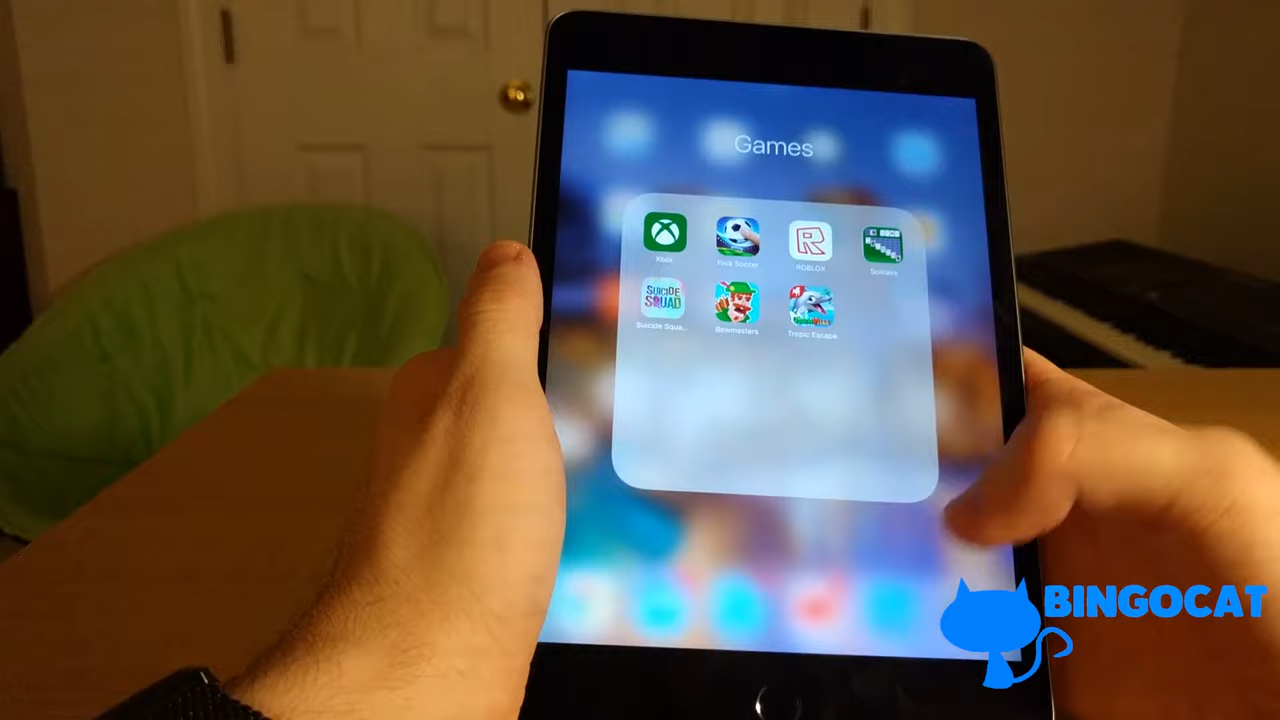 Games
Xbox
Flick Soccer
ROBLOX
Solitaire
SUICIDE
SQUAD
Suicide Squa...
Bowmasters
Tropic Escape
BINGOCAT